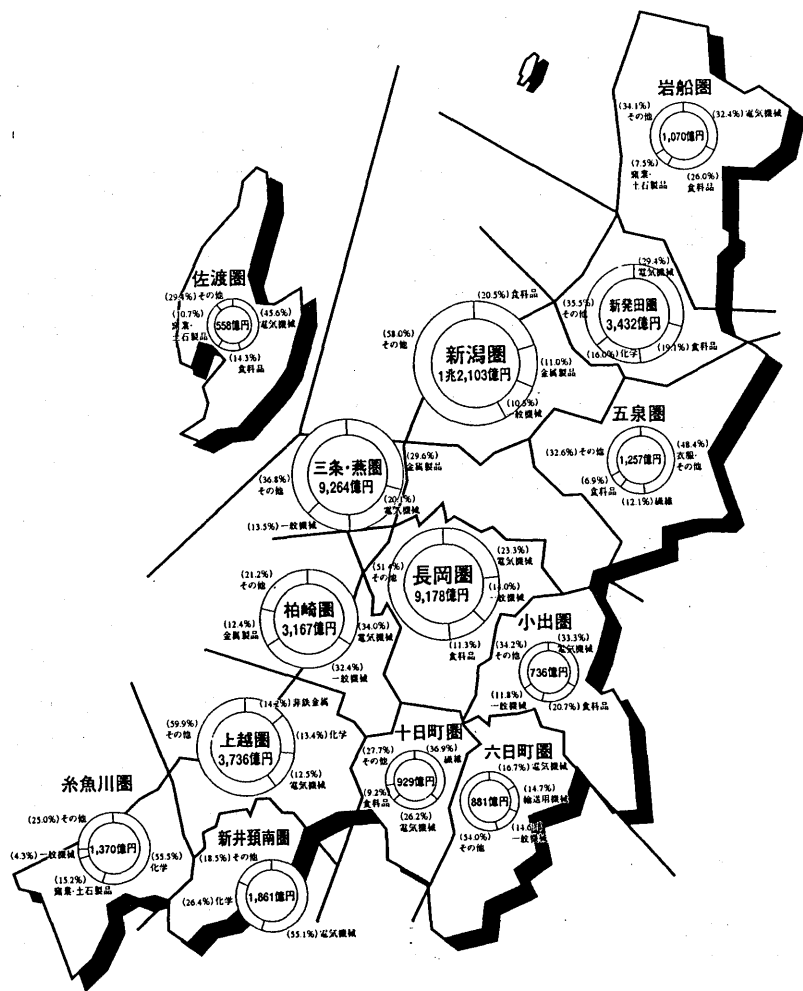 岩船圏
(34.1%)
その他
(32.4%) 電気機械
1,070億円
(7.5%)
窯業・
土石製品
(26.0%)
食料品
佐渡圏
(29.4%) その他
(10.7%)
窯業・
土石製品
(45.6%)
電気機械
558億円
(14.3%)
食料品
(29.4%)
電気機械
(35.5%)
その他
新発田圏
3,432億円
(16.0%) 化学
(19.1%) 食料品
(20.5%) 食料品
(58.0%)
その他
新潟圏
1兆2,103億円
(11.0%)
金属製品
(10.5%)
一般機械
五泉圏
(32.6%) その他
(48.4%)
衣服・
その他
1,257億円
(6.9%)
食料品
(12.1%) 繊維
(29.6%)
金属製品
三条・燕圏
9,264億円
(36.8%)
その他
(20.1%)
電気機械
(13.5%) 一般機械
(23.3%)
電気機械
(51.4%)
その他
長岡圏
9,178億円
(14.0%)
一般機械
(11.3%)
食料品
(21.2%)
その他
柏崎圏
3,167億円
(12.4%)
金属製品
(34.0%)
電気機械
(32.4%)
一般機械
小出圏
(34.2%)
その他
(33.3%)
電気機械
736億円
(11.8%)
一般機械
(20.7%) 食料品
(14.2%) 非鉄金属
(59.9%)
その他
上越圏
3,736億円
(13.4%) 化学
(12.5%)
電気機械
十日町圏
(27.7%)
その他
(36.9%)
繊維
929億円
(9.2%)
食料品
(26.2%)
電気機械
六日町圏
(16.7%) 電気機械
(14.7%)
輸送用機械
881億円
(14.6%)
一般機械
(54.0%)
その他
糸魚川圏
(25.0%) その他
1,370億円
(4.3%) 一般機械
(55.5%)
化学
(15.2%)
窯業・土石製品
新井頚南圏
(18.5%) その他
(26.4%) 化学
1,861億円
(55.1%) 電気機械